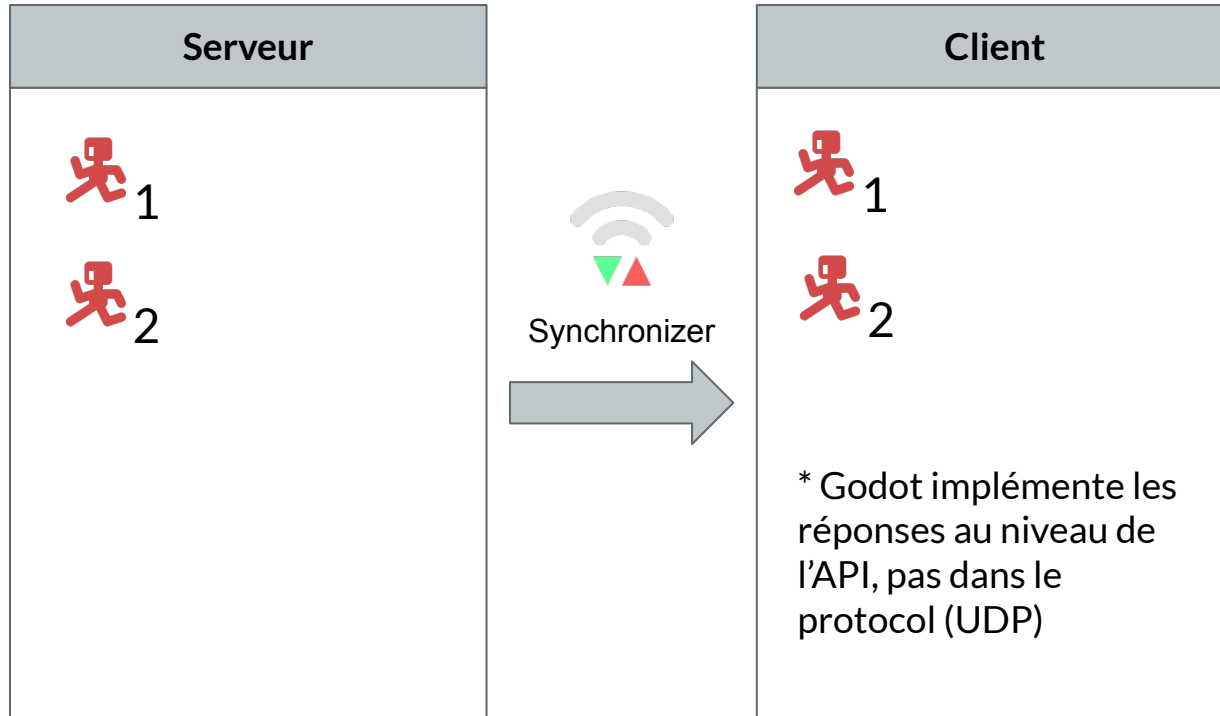 Serveur
Client
1
2
Synchronizer
1
2
* Godot implémente les
réponses au niveau de
l'API, pas dans le
protocol (UDP)